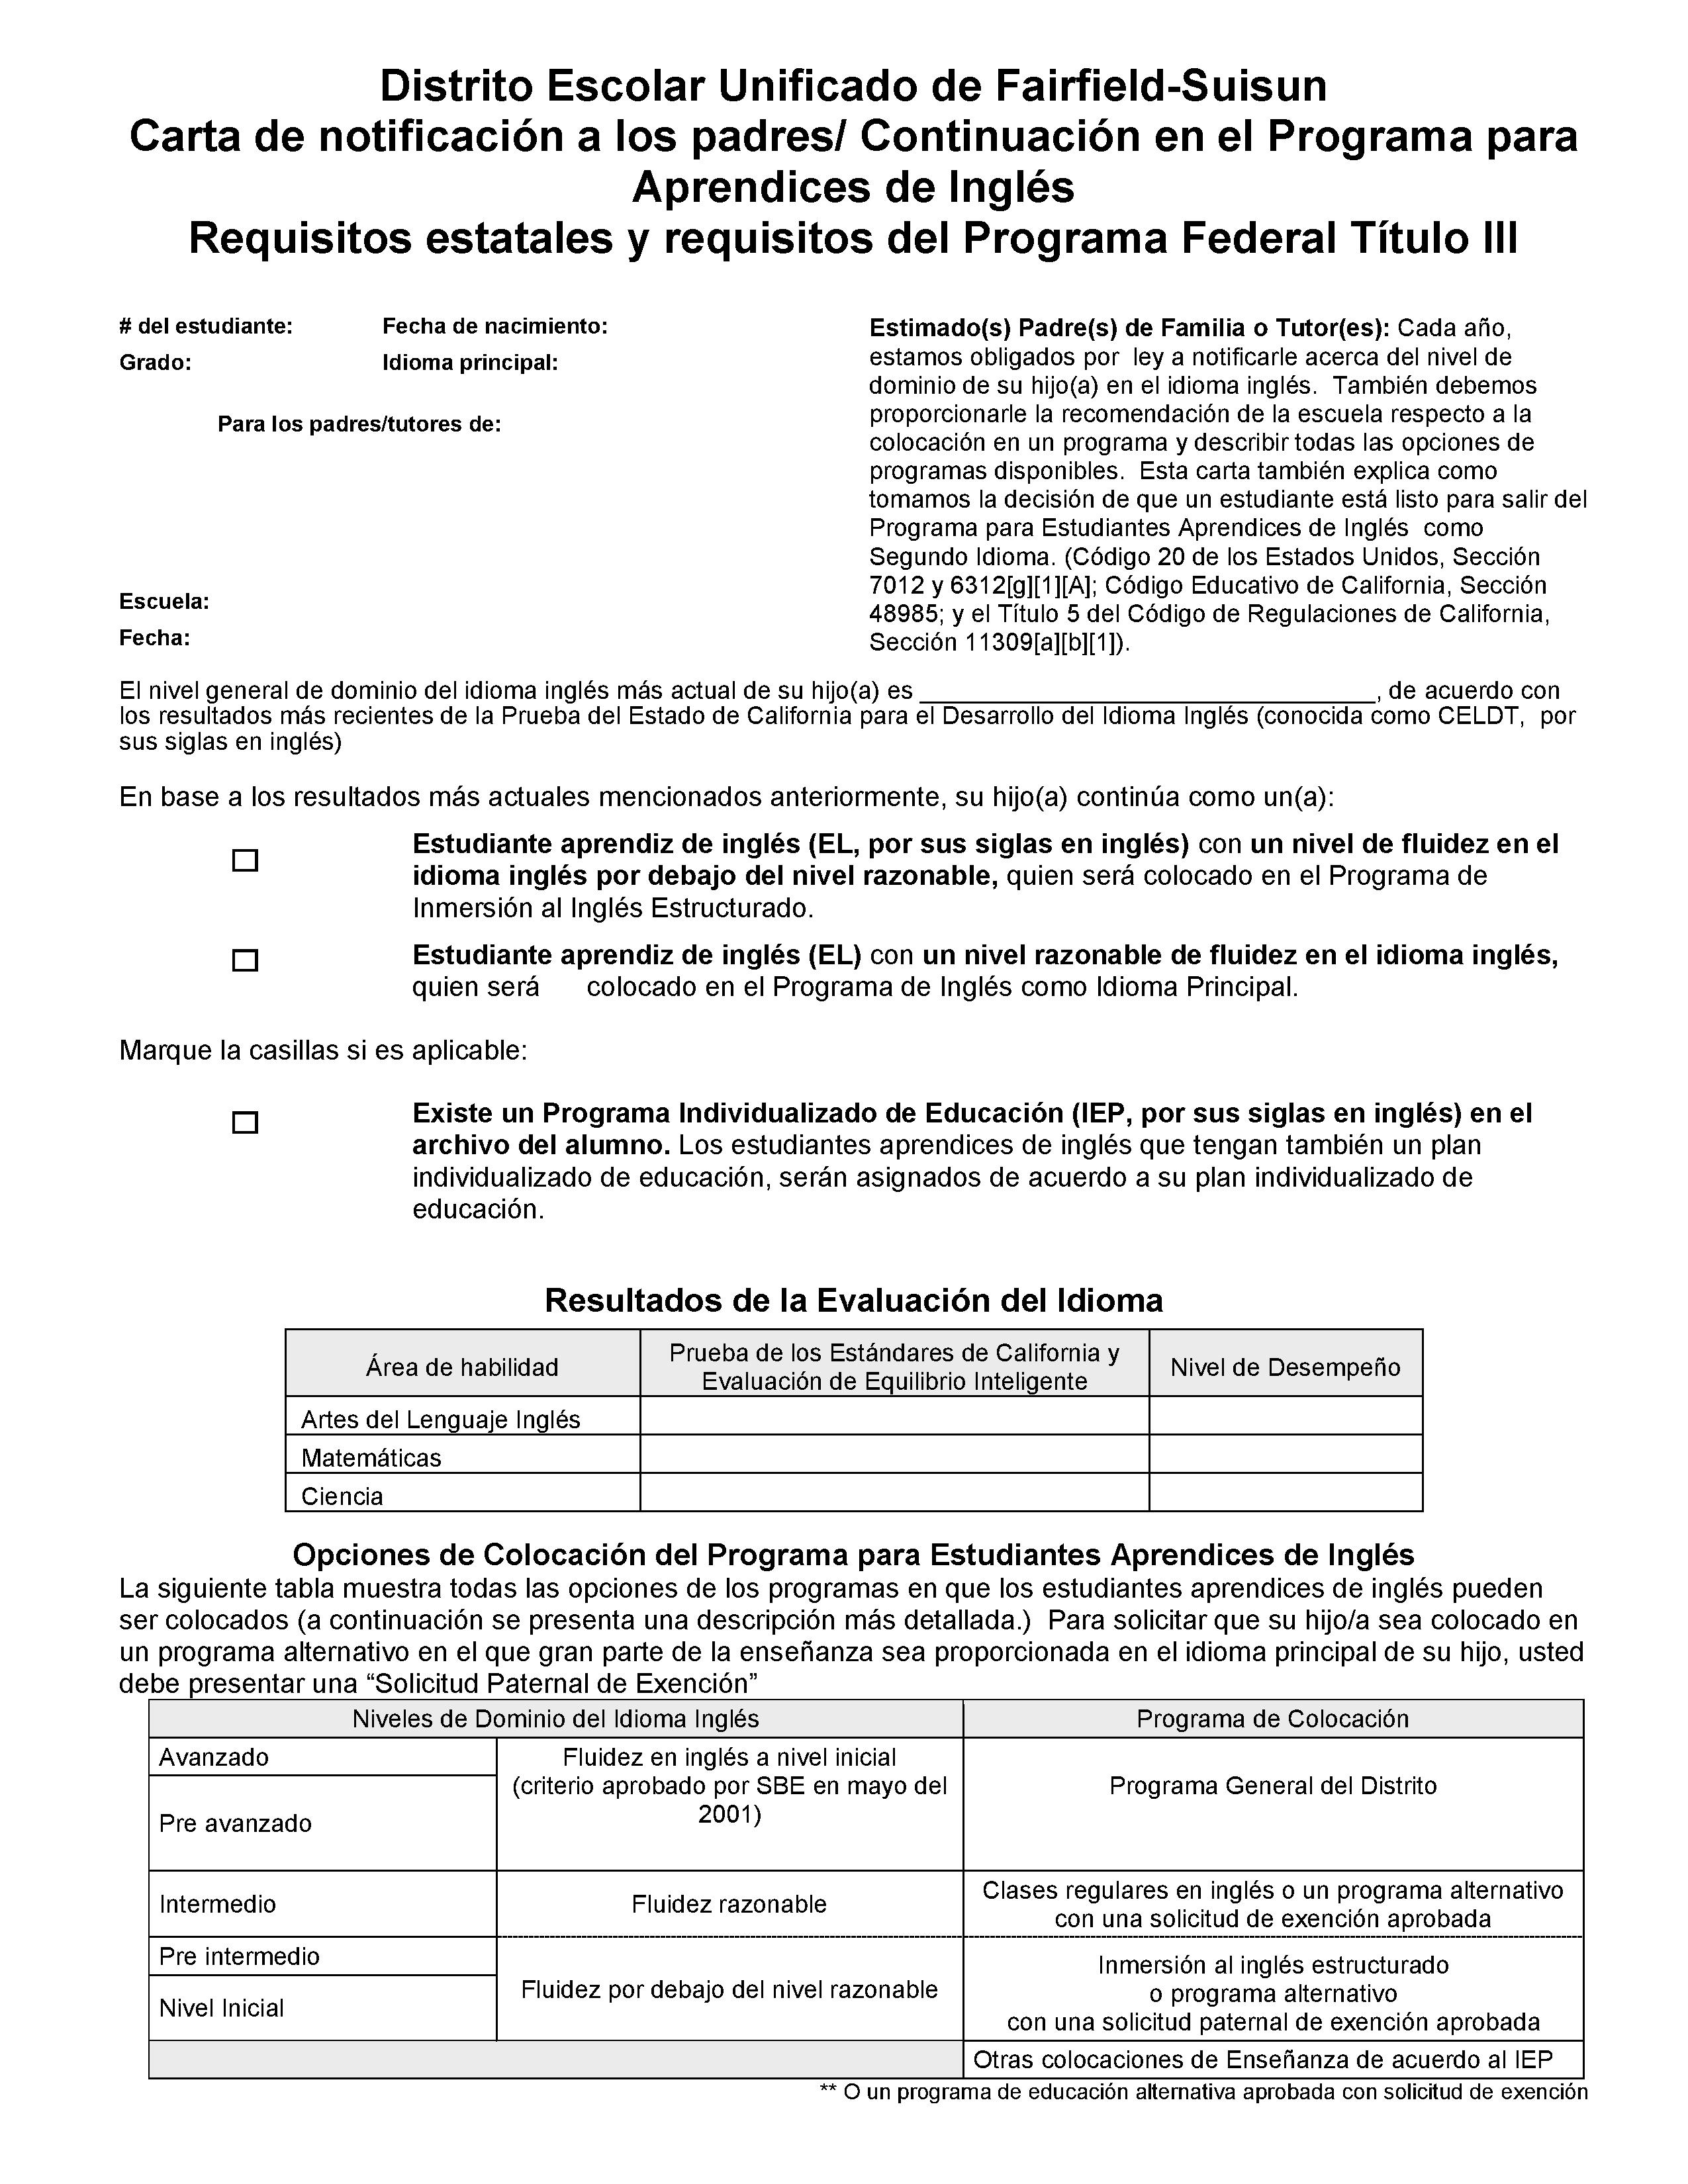 Distrito Escolar Unificado de Fairfield-Suisun
Carta de notificación a los padres/ Continuación en el Programa para
Aprendices de Inglés
Requisitos estatales y requisitos del Programa Federal Título III
# del estudiante: Fecha de nacimiento:
Grado: Idioma principal:
Para los padres/tutores de:
Escuela:
Fecha:
Estimado(s) Padre(s) de Familia o Tutor(es): Cada año,
estamos obligados por ley a notificarle acerca del nivel de
dominio de su hijo(a) en el idioma inglés. También debemos
proporcionarle la recomendación de la escuela respecto a la
colocación en un programa y describir todas las opciones de
programas disponibles. Esta carta también explica como
tomamos la decisión de que un estudiante está listo para salir del
Programa para Estudiantes Aprendices de Inglés como
Segundo Idioma. (Código 20 de los Estados Unidos, Sección
7012 y 6312[g][1][A]; Código Educativo de California, Sección
48985; y el Título 5 del Código de Regulaciones de California,
Sección 11309[a][b][1]).
El nivel general de dominio del idioma inglés más actual de su hijo(a) es _________________________________, de acuerdo con
los resultados más recientes de la Prueba del Estado de California para el Desarrollo del Idioma Inglés (conocida como CELDT, por
sus siglas en inglés)
En base a los resultados más actuales mencionados anteriormente, su hijo(a) continúa como un(a):
Estudiante aprendiz de inglés (EL, por sus siglas en inglés) con un nivel de fluidez en el
idioma inglés por debajo del nivel razonable, quien será colocado en el Programa de
Inmersión al Inglés Estructurado.
Estudiante aprendiz de inglés (EL) con un nivel razonable de fluidez en el idioma inglés,
quien será colocado en el Programa de Inglés como Idioma Principal.
Marque la casillas si es aplicable:
Existe un Programa Individualizado de Educación (IEP, por sus siglas en inglés) en el
archivo del alumno. Los estudiantes aprendices de inglés que tengan también un plan
individualizado de educación, serán asignados de acuerdo a su plan individualizado de
educación.
Resultados de la Evaluación del Idioma
Área de habilidad
Prueba de los Estándares de California y
Evaluación de Equilibrio Inteligente
Nivel de Desempeño
Artes del Lenguaje Inglés
Matemáticas
Ciencia
Opciones de Colocación del Programa para Estudiantes Aprendices de Inglés
La siguiente tabla muestra todas las opciones de los programas en que los estudiantes aprendices de inglés pueden
ser colocados (a continuación se presenta una descripción más detallada.) Para solicitar que su hijo/a sea colocado en
un programa alternativo en el que gran parte de la enseñanza sea proporcionada en el idioma principal de su hijo, usted
debe presentar una “Solicitud Paternal de Exención”
Niveles de Dominio del Idioma Inglés
Programa de Colocación
Avanzado
Pre avanzado
Fluidez en inglés a nivel inicial
(criterio aprobado por SBE en mayo del
2001)
Programa General del Distrito
Intermedio
Fluidez razonable
Clases regulares en inglés o un programa alternativo
con una solicitud de exención aprobada
Pre intermedio
Nivel Inicial
Fluidez por debajo del nivel razonable
Inmersión al inglés estructurado
o programa alternativo
con una solicitud paternal de exención aprobada
Otras colocaciones de Enseñanza de acuerdo al IEP
** O un programa de educación alternativa aprobada con solicitud de exención